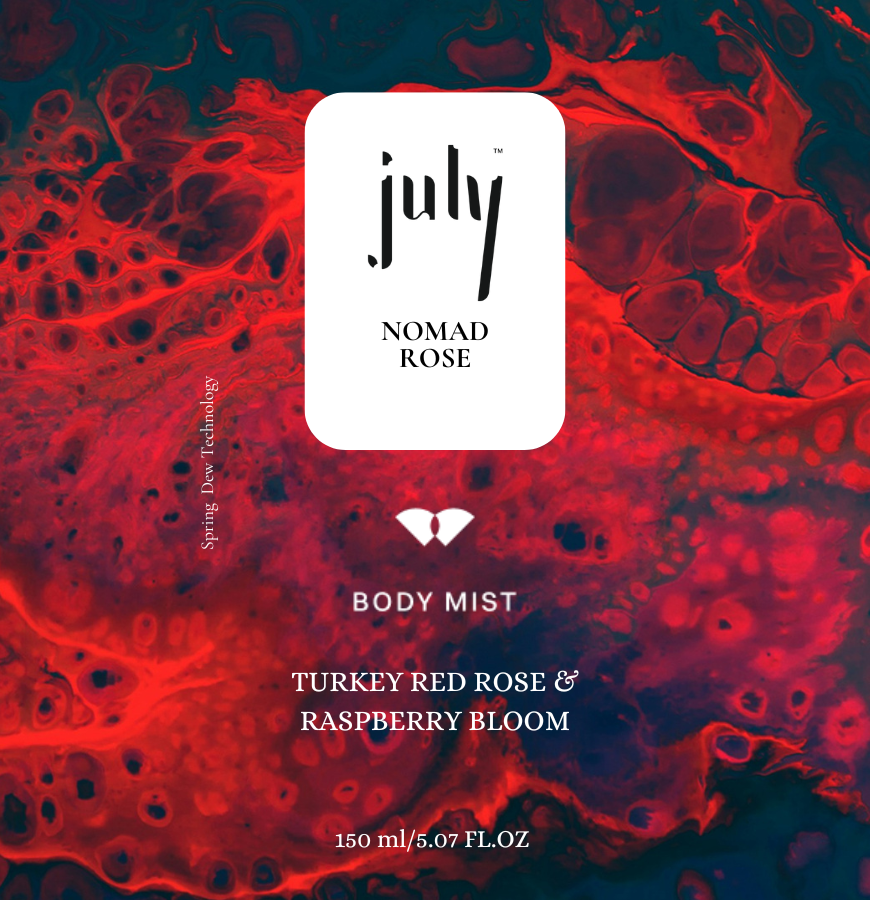 july™
NOMAD
ROSE
Spring Dew Technology
BODY MIST
TURKEY RED ROSE &
RASPBERRY BLOOM
150 ml/5.07 FL.OZ